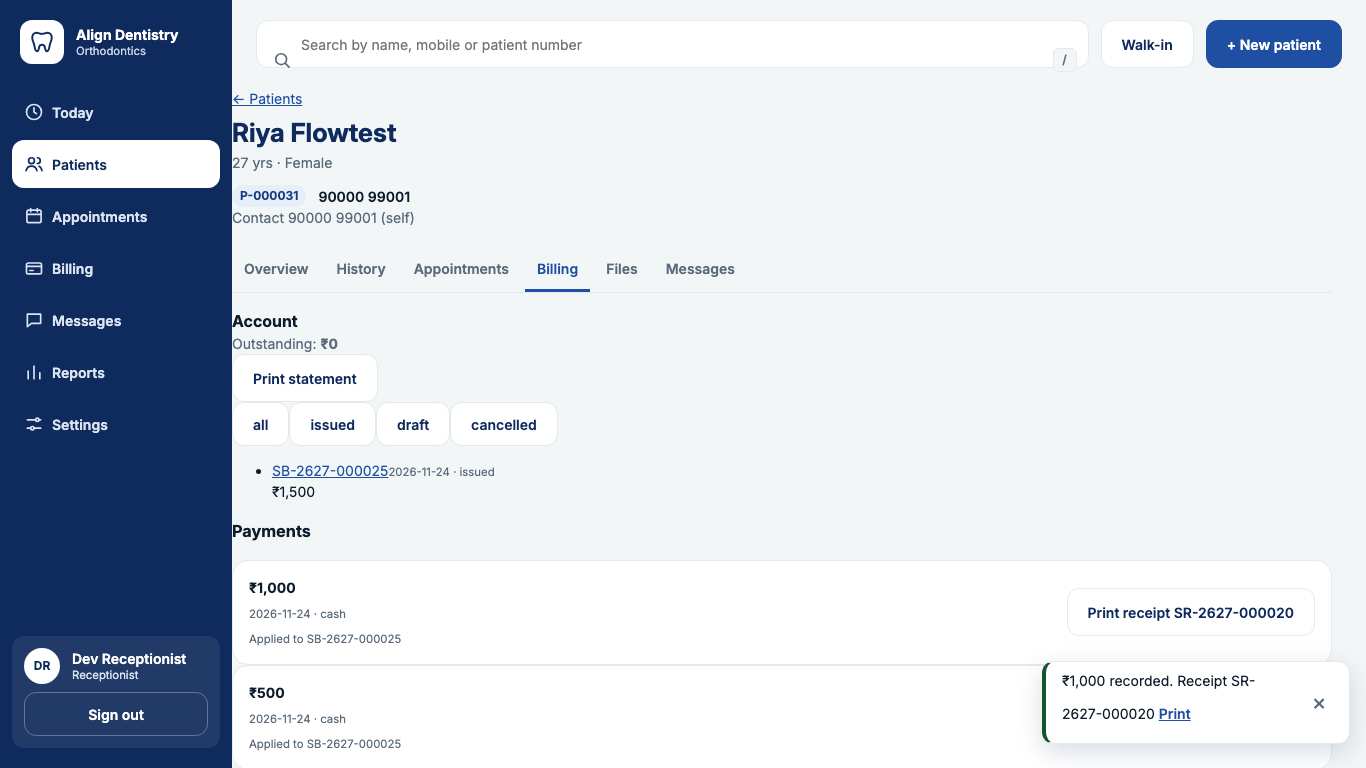 Align Dentistry
Orthodontics
Today
Patients
Appointments
Billing
Messages
Reports
Settings
DR
Dev Receptionist
Receptionist
Sign out
Search by name, mobile or patient number
/
Walk-in
+ New patient
← Patients
Riya Flowtest
27 yrs · Female
P-000031 90000 99001
Contact 90000 99001 (self)
Overview History Appointments Billing Files Messages
Account
Outstanding: ₹0
Print statement
all issued draft cancelled
SB-2627-0000252026-11-24 · issued
₹1,500
Payments
₹1,000
2026-11-24 · cash
Applied to SB-2627-000025
Print receipt SR-2627-000020
₹500
2026-11-24 · cash
Applied to SB-2627-000025
₹1,000 recorded. Receipt SR-
2627-000020 Print